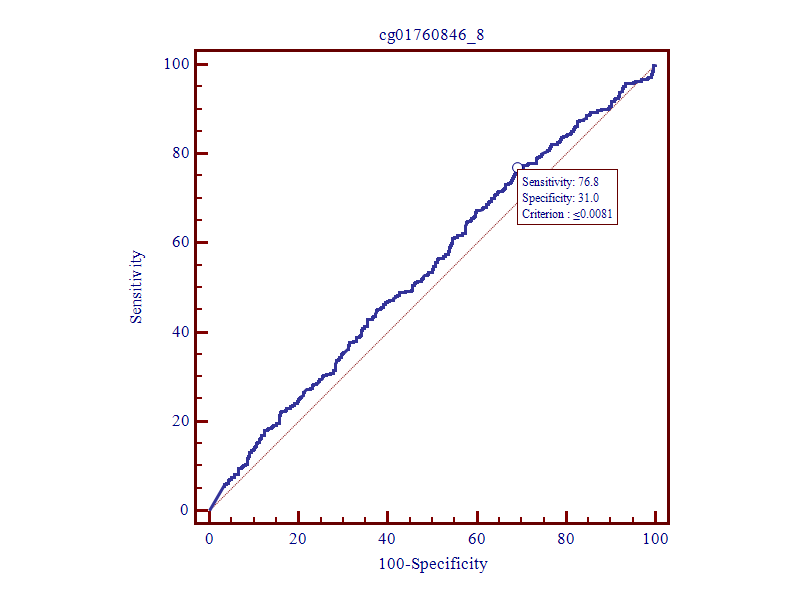 cg01760846_8
100
80
60
40
20
0
Sensitivity
Sensitivity: 76.8
Specificity: 31.0
Criterion : ≤0.0081
0 20 40 60 80 100
100-Specificity